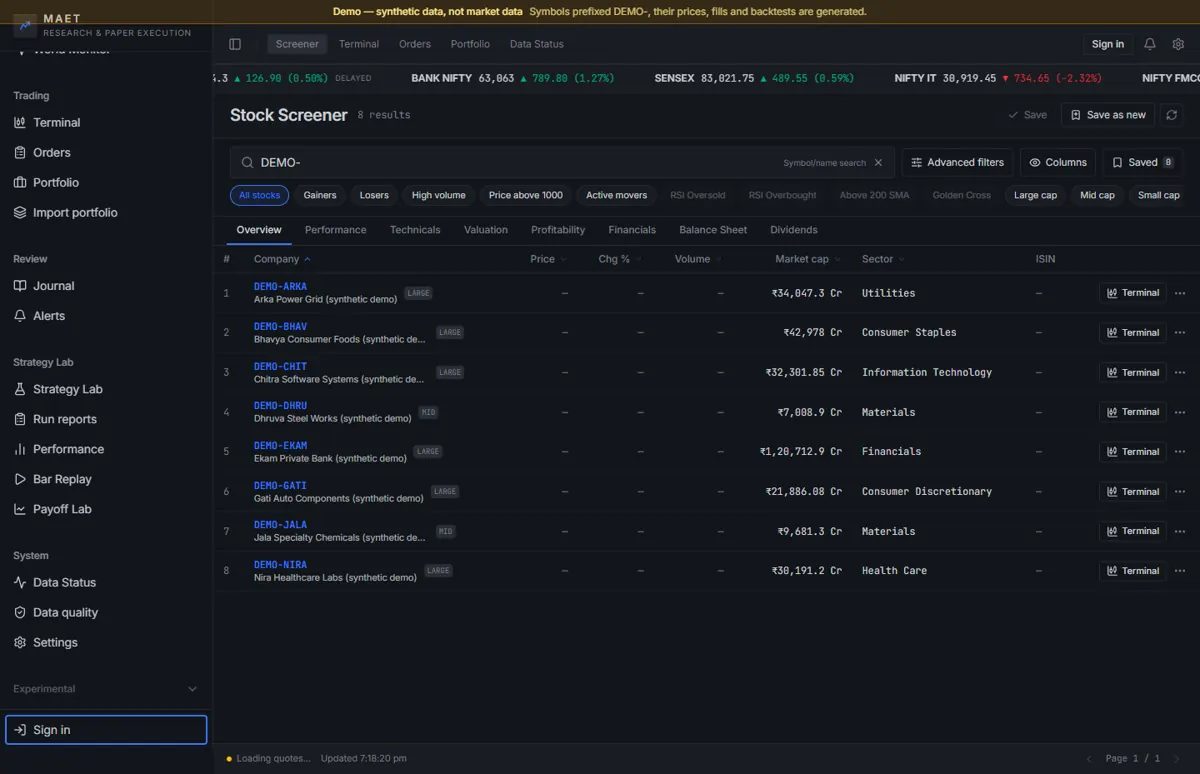 Demo — synthetic data, not market data Symbols prefixed DEMO-, their prices, fills and backtests are generated.
MAET
RESEARCH & PAPER EXECUTION
Trading
Terminal
Orders
Portfolio
Import portfolio
Review
Journal
Alerts
Strategy Lab
Strategy Lab
Run reports
Performance
Bar Replay
Payoff Lab
System
Data Status
Data quality
Settings
Experimental
Sign in
Screener Terminal Orders Portfolio Data Status Sign in
4.3 ▲ 126.90 (0.50%) DELAYED BANK NIFTY 63,063 ▲ 789.80 (1.27%) SENSEX 83,021.75 ▲ 489.55 (0.59%) NIFTY IT 30,919.45 ▼ 734.65 (-2.32%) NIFTY FMC
Stock Screener 8 results Save Save as new
DEMO- Symbol/name search Advanced filters Columns Saved 0
All stocks Gainers Losers High volume Price above 1000 Active movers RSI Oversold RSI Overbought Above 200 SMA Golden Cross Large cap Mid cap Small cap
Overview Performance Technicals Valuation Profitability Financials Balance Sheet Dividends
# Company Price Chg % Volume Market cap Sector ISIN
1 DEMO-ARKA — — — ₹34,047.3 Cr Utilities — Terminal ...
Arka Power Grid (synthetic demo) LARGE
2 DEMO-BHAV — — — ₹42,978 Cr Consumer Staples — Terminal ...
Bhavya Consumer Foods (synthetic de... LARGE
3 DEMO-CHIT — — — ₹32,301.85 Cr Information Technology — Terminal ...
Chitra Software Systems (synthetic de... LARGE
4 DEMO-DHRU — — — ₹7,008.9 Cr Materials — Terminal ...
Dhruva Steel Works (synthetic demo) MID
5 DEMO-EKAM — — — ₹1,20,712.9 Cr Financials — Terminal ...
Ekam Private Bank (synthetic demo) LARGE
6 DEMO-GATI — — — ₹21,886.08 Cr Consumer Discretionary — Terminal ...
Gati Auto Components (synthetic demo) LARGE
7 DEMO-JALA — — — ₹9,681.3 Cr Materials — Terminal ...
Jala Specialty Chemicals (synthetic de... MID
8 DEMO-NIRA — — — ₹30,191.2 Cr Health Care — Terminal ...
Nira Healthcare Labs (synthetic demo) LARGE
Loading quotes... Updated 7:18:20 pm Page 1 / 1